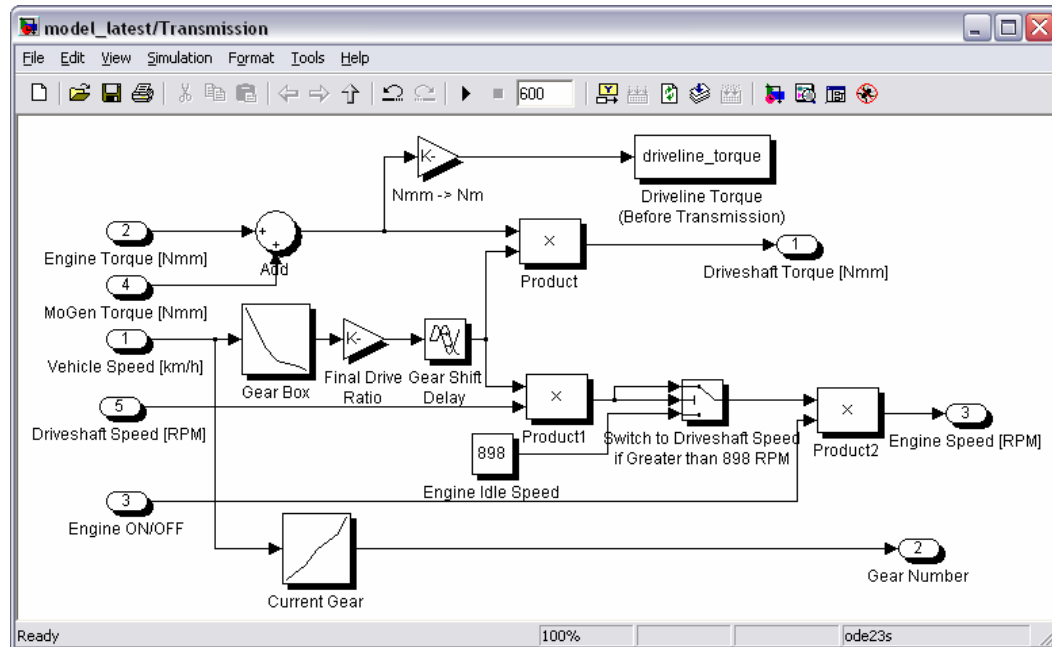 model_latest/Transmission
File Edit View Simulation Format Tools Help
600
K-
Nmm -> Nm
driveline_torque
Driveline Torque
(Before Transmission)
2
Engine Torque [Nmm]
+
+
Add
×
Product
1
Driveshaft Torque [Nmm]
4
MoGen Torque [Nmm]
1
Vehicle Speed [km/h]
Gear Box
K-
Final Drive
Ratio
Gear Shift
Delay
5
Driveshaft Speed [RPM]
×
Product1
Switch to Driveshaft Speed
if Greater than 898 RPM
×
Product2
3
Engine Speed [RPM]
898
Engine Idle Speed
3
Engine ON/OFF
Current Gear
2
Gear Number
Ready 100% ode23s